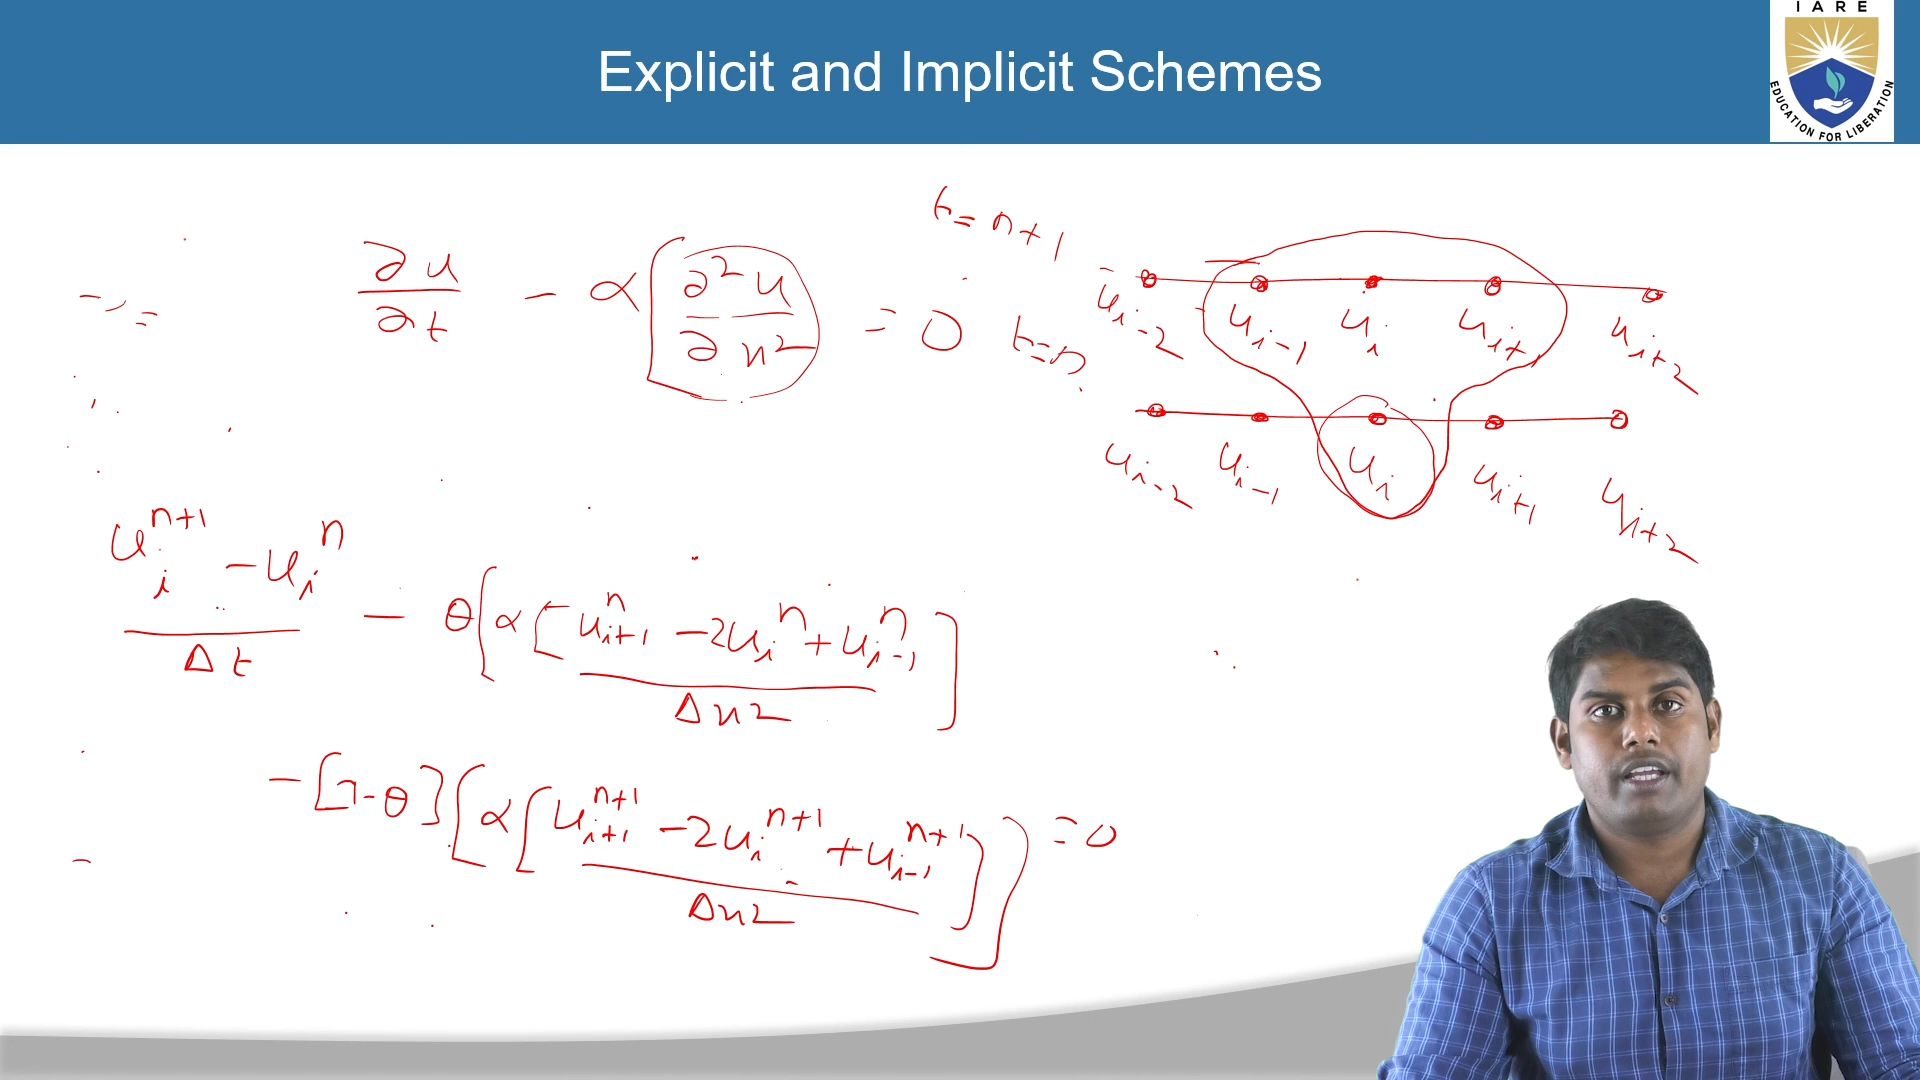 IARE
Explicit and Implicit Schemes
EDUCATION FOR LIBERATION
∂u/∂t - α[∂²u/∂x²] = 0
t = n+1
u_{i-2} u_{i-1} u_i u_{i+1} u_{i+2}
t = n
u_{i-2} u_{i-1} u_i u_{i+1} u_{i+2}
(u_i^{n+1} - u_i^n)/Δt - θ[α[(u_{i+1}^n - 2u_i^n + u_{i-1}^n)/Δx2]
- [1-θ][α[(u_{i+1}^{n+1} - 2u_i^{n+1} + u_{i-1}^{n+1})/Δx2]] = 0